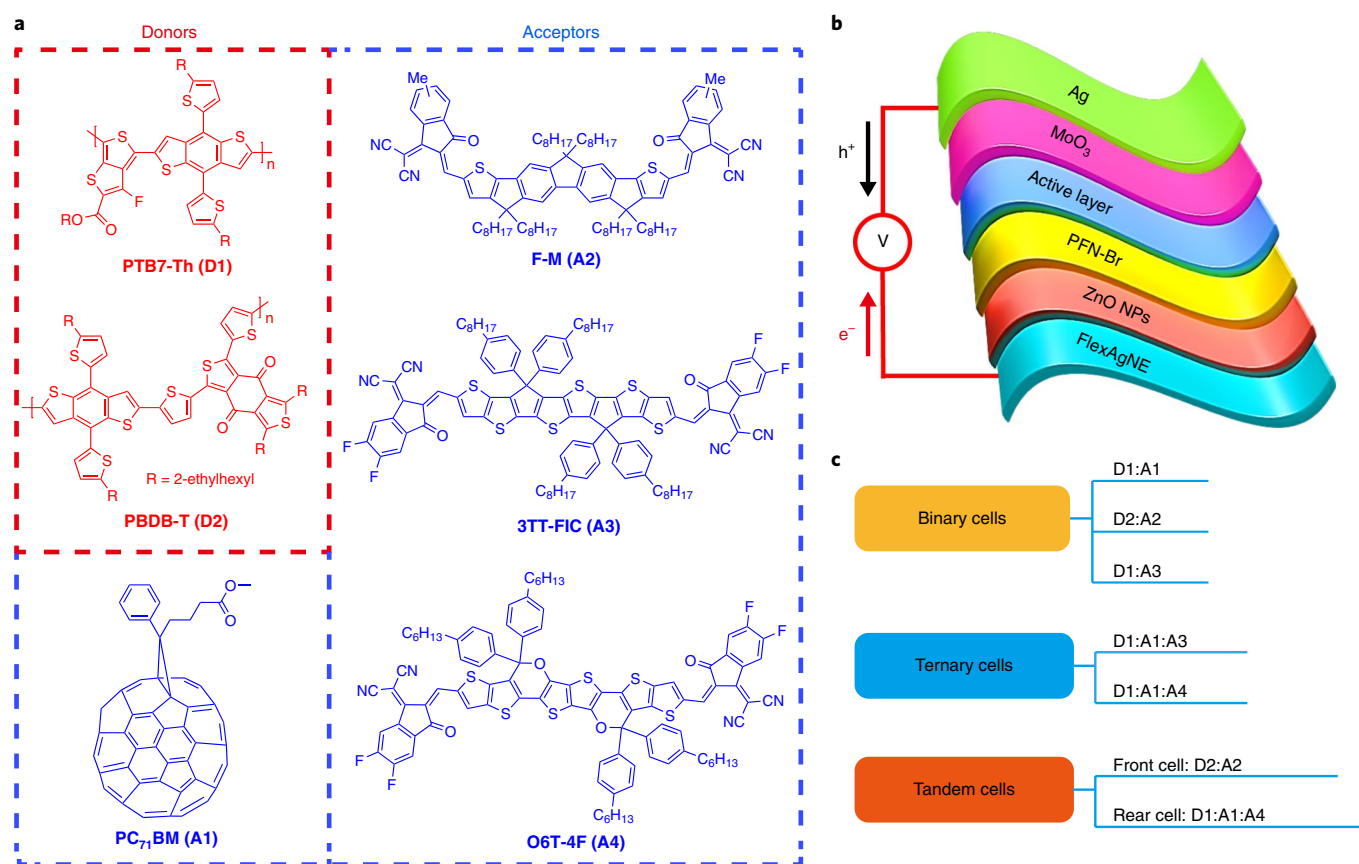 a
Donors
Acceptors
R
S
S
S
n
S
S
F
S
RO
O
S
R
PTB7-Th (D1)
Me
Me
NC
CN
O
O
CN
CN
C8H17 C8H17
S
S
C8H17 C8H17
C8H17 C8H17
F-M (A2)
R
S
S
n
S
O
R
S
S
S
S
O
S
R
S
R
R = 2-ethylhexyl
PBDB-T (D2)
C8H17
C8H17
NC
CN
F
F
O
S
S
S
S
S
S
O
F
F
NC
CN
C8H17
C8H17
3TT-FIC (A3)
O
O
PC71BM (A1)
C6H13
C6H13
F
F
O
NC
CN
O
S
S
S
S
S
S
CN
NC
O
O
F
F
C6H13
C6H13
O6T-4F (A4)
b
Ag
MoO3
Active layer
PFN-Br
ZnO NPs
FlexAgNE
h+
V
e−
c
Binary cells
D1:A1
D2:A2
D1:A3
Ternary cells
D1:A1:A3
D1:A1:A4
Tandem cells
Front cell: D2:A2
Rear cell: D1:A1:A4